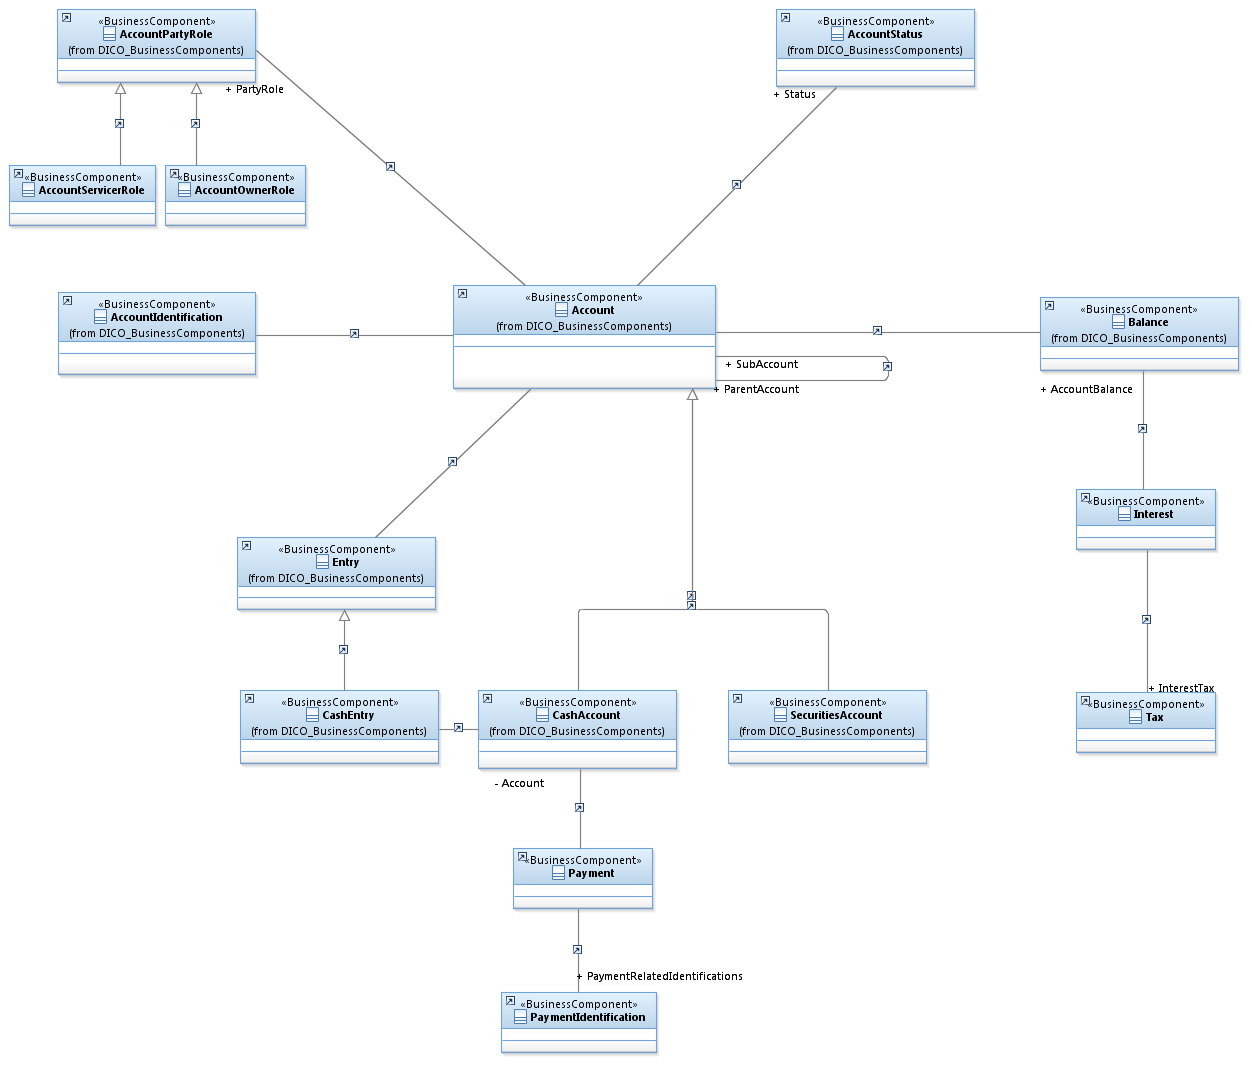 «BusinessComponent»
AccountPartyRole
(from DICO_BusinessComponents)
«BusinessComponent»
AccountStatus
(from DICO_BusinessComponents)
+ PartyRole
+ Status
«BusinessComponent»
AccountServicerRole
«BusinessComponent»
AccountOwnerRole
«BusinessComponent»
AccountIdentification
(from DICO_BusinessComponents)
«BusinessComponent»
Account
(from DICO_BusinessComponents)
«BusinessComponent»
Balance
(from DICO_BusinessComponents)
+ SubAccount
+ ParentAccount
+ AccountBalance
«BusinessComponent»
Interest
«BusinessComponent»
Entry
(from DICO_BusinessComponents)
«BusinessComponent»
CashEntry
(from DICO_BusinessComponents)
«BusinessComponent»
CashAccount
(from DICO_BusinessComponents)
«BusinessComponent»
SecuritiesAccount
(from DICO_BusinessComponents)
+ InterestTax
«BusinessComponent»
Tax
- Account
«BusinessComponent»
Payment
+ PaymentRelatedIdentifications
«BusinessComponent»
PaymentIdentification